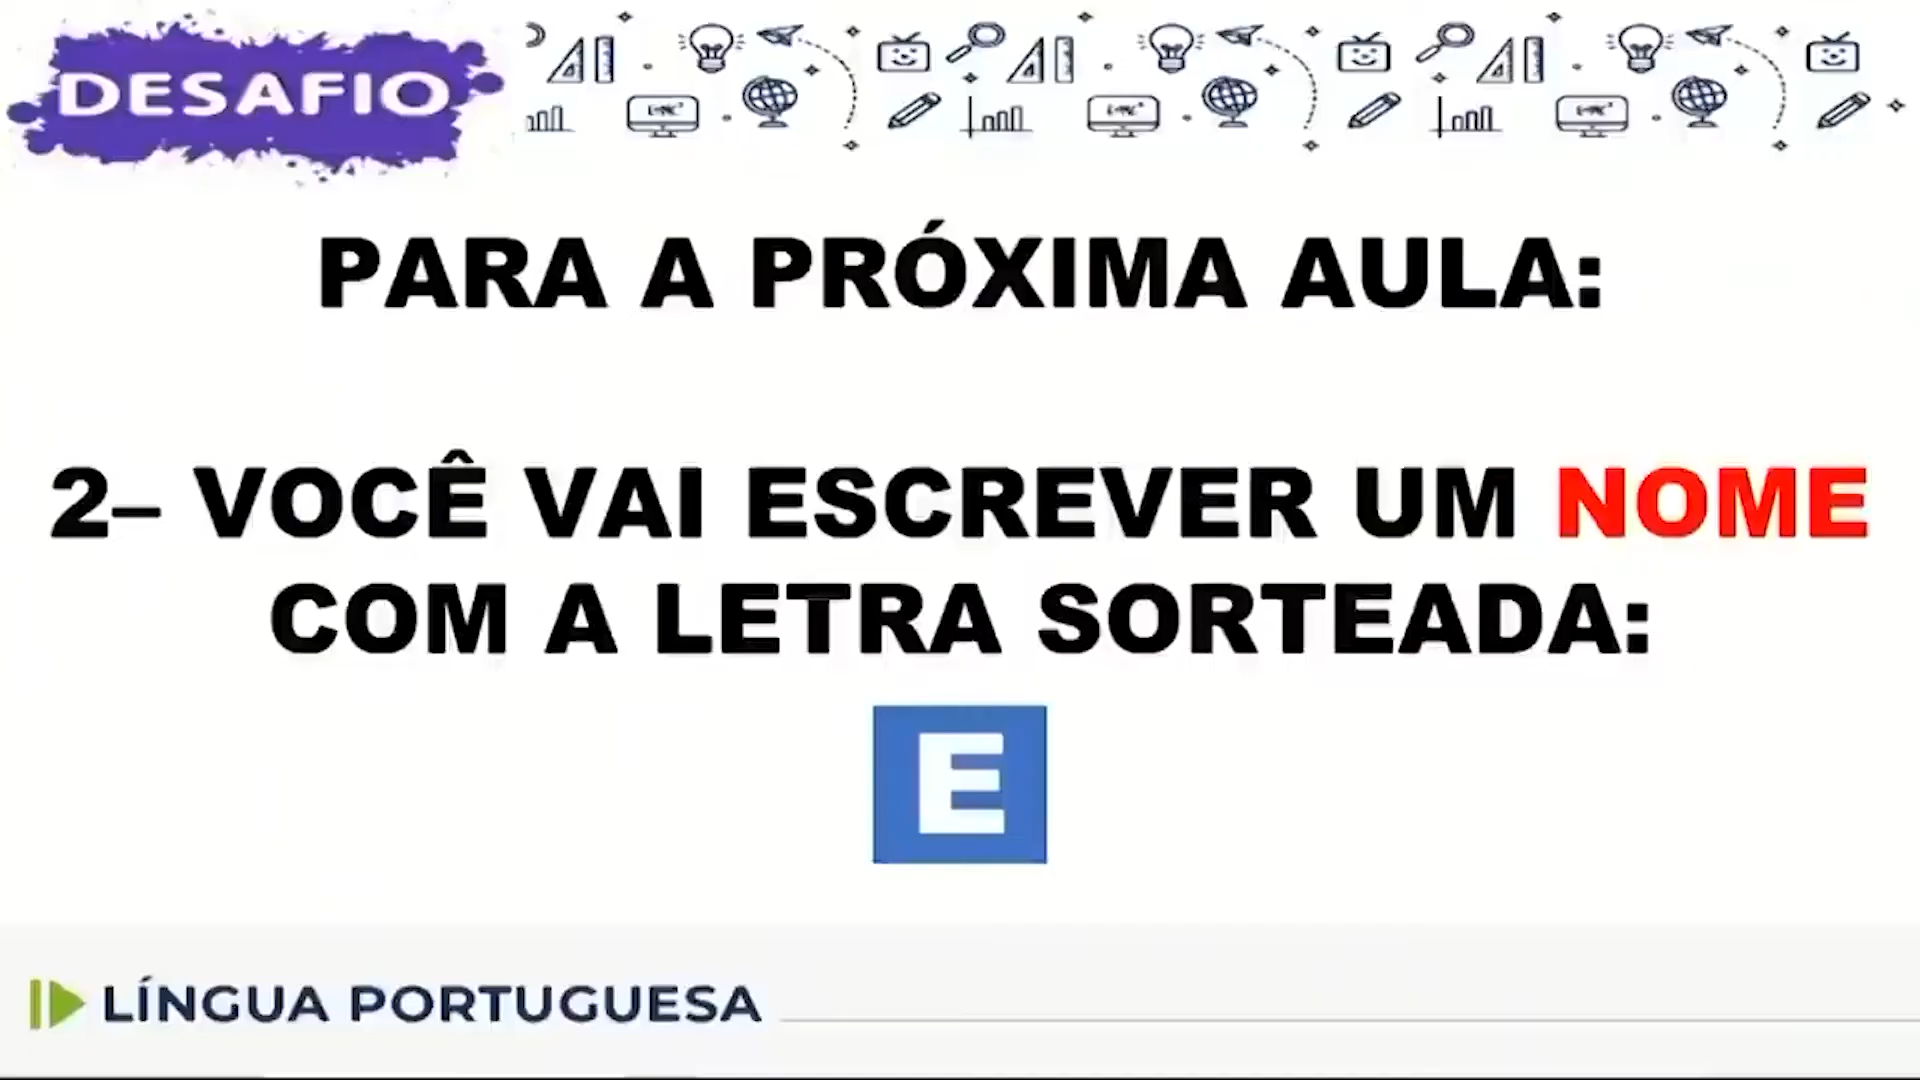 DESAFIO
PARA A PRÓXIMA AULA:
2– VOCÊ VAI ESCREVER UM NOME
COM A LETRA SORTEADA:
E
LÍNGUA PORTUGUESA